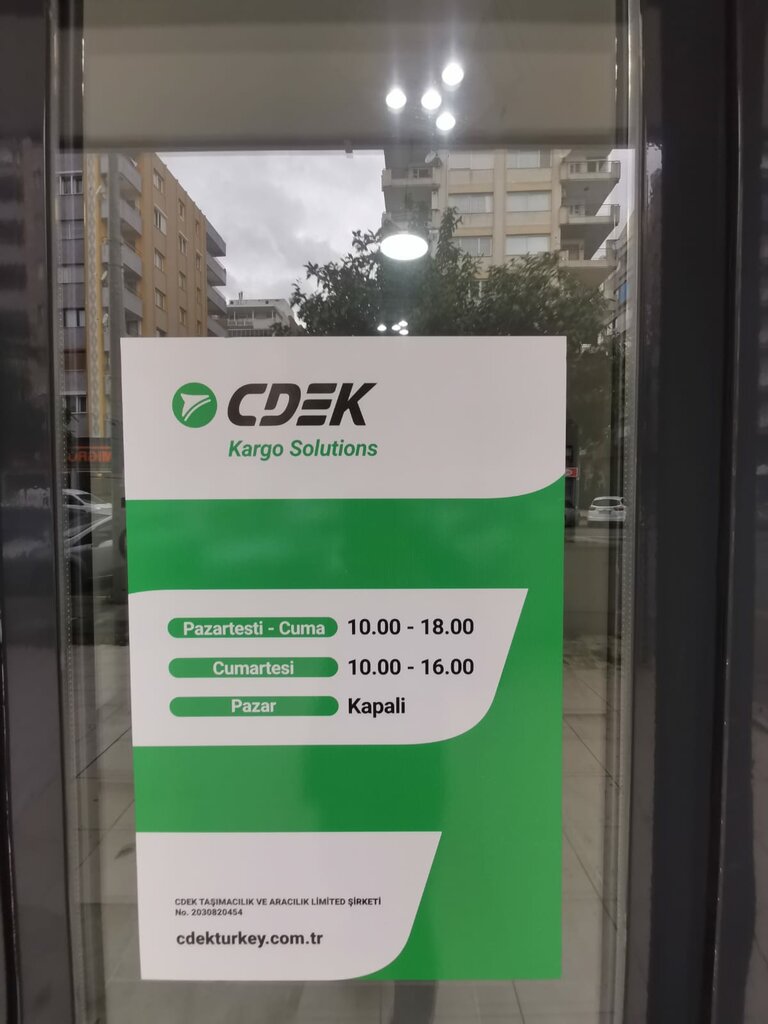 CDEK
Kargo Solutions
Pazartesti - Cuma 10.00 - 18.00
Cumartesi 10.00 - 16.00
Pazar Kapali
CDEK TAŞIMACILIK VE ARACILIK LİMİTED ŞİRKETİ
No. 2030820454
cdekturkey.com.tr